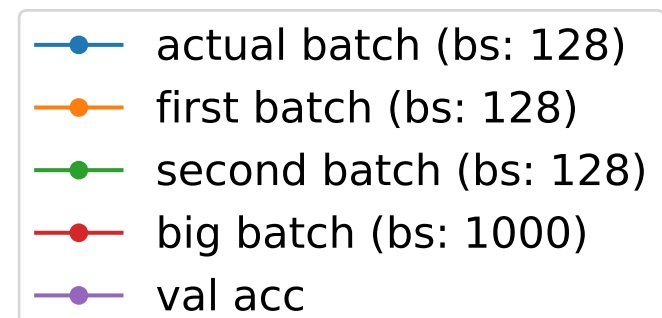 actual batch (bs: 128)
first batch (bs: 128)
second batch (bs: 128)
big batch (bs: 1000)
val acc